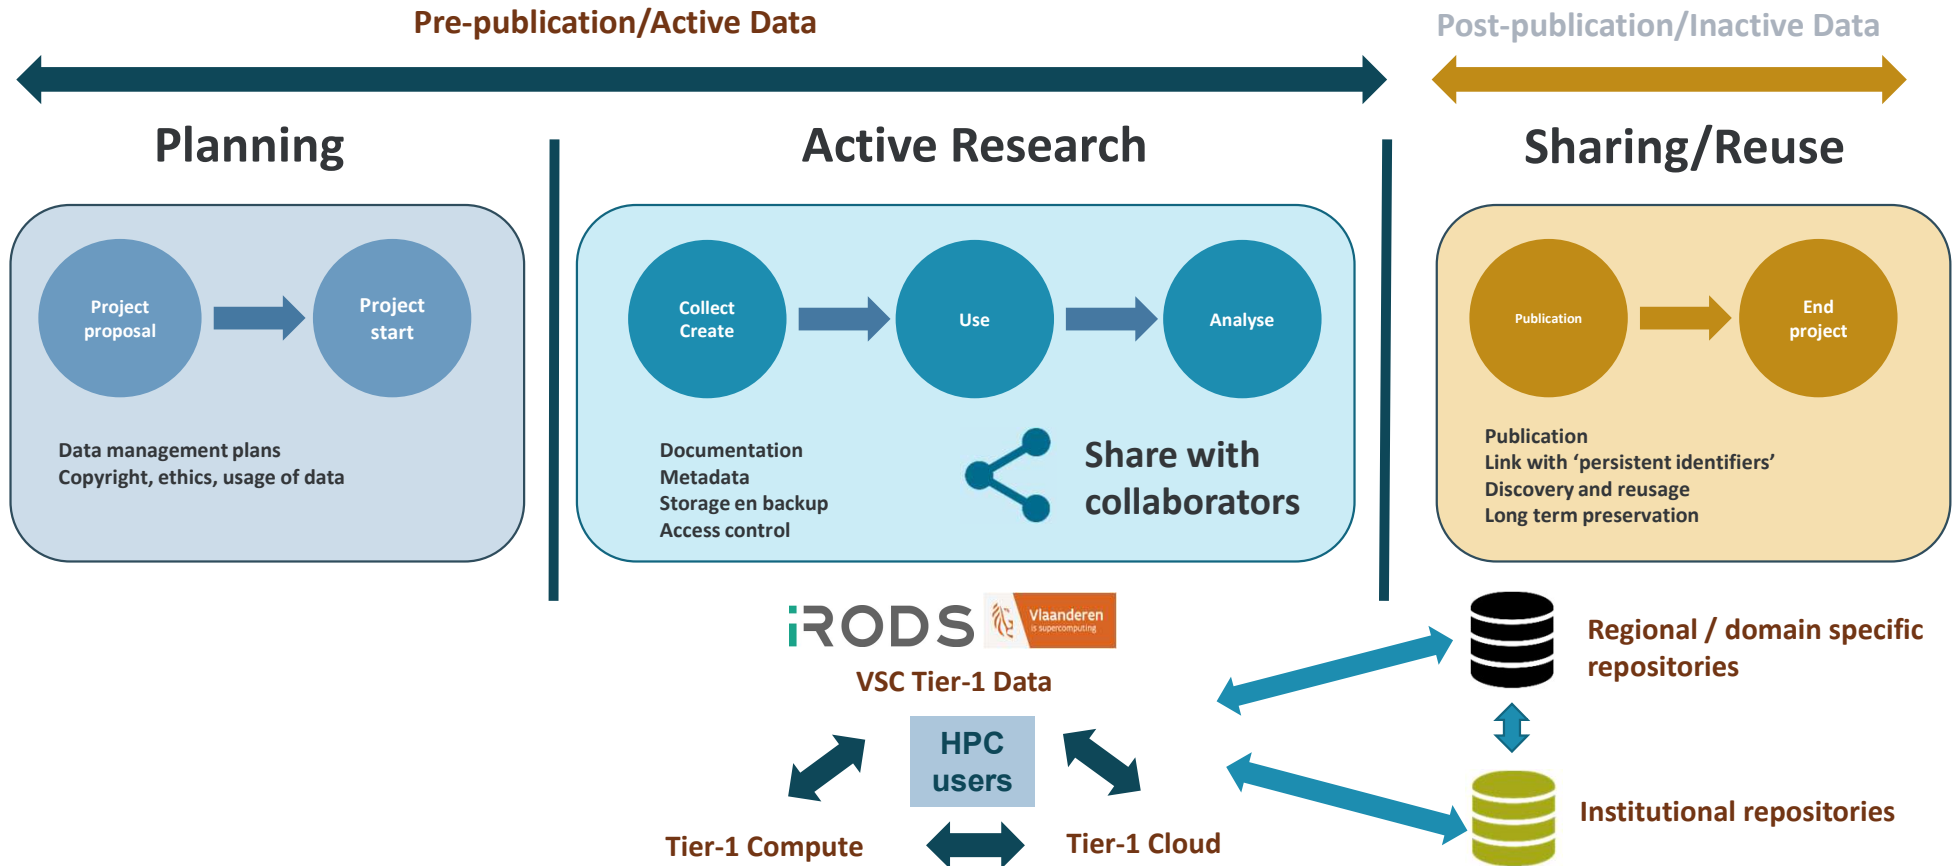 Pre-publication/Active Data
Post-publication/Inactive Data
Planning
Active Research
Sharing/Reuse
Project
proposal
Project
start
Collect
Create
Use
Analyse
Publication
End
project
Data management plans
Copyright, ethics, usage of data
Documentation
Metadata
Storage en backup
Access control
Share with
collaborators
Publication
Link with ‘persistent identifiers’
Discovery and reusage
Long term preservation
iRODS
Vlaanderen
is supercomputing
VSC Tier-1 Data
HPC
users
Tier-1 Compute
Tier-1 Cloud
Regional / domain specific
repositories
Institutional repositories